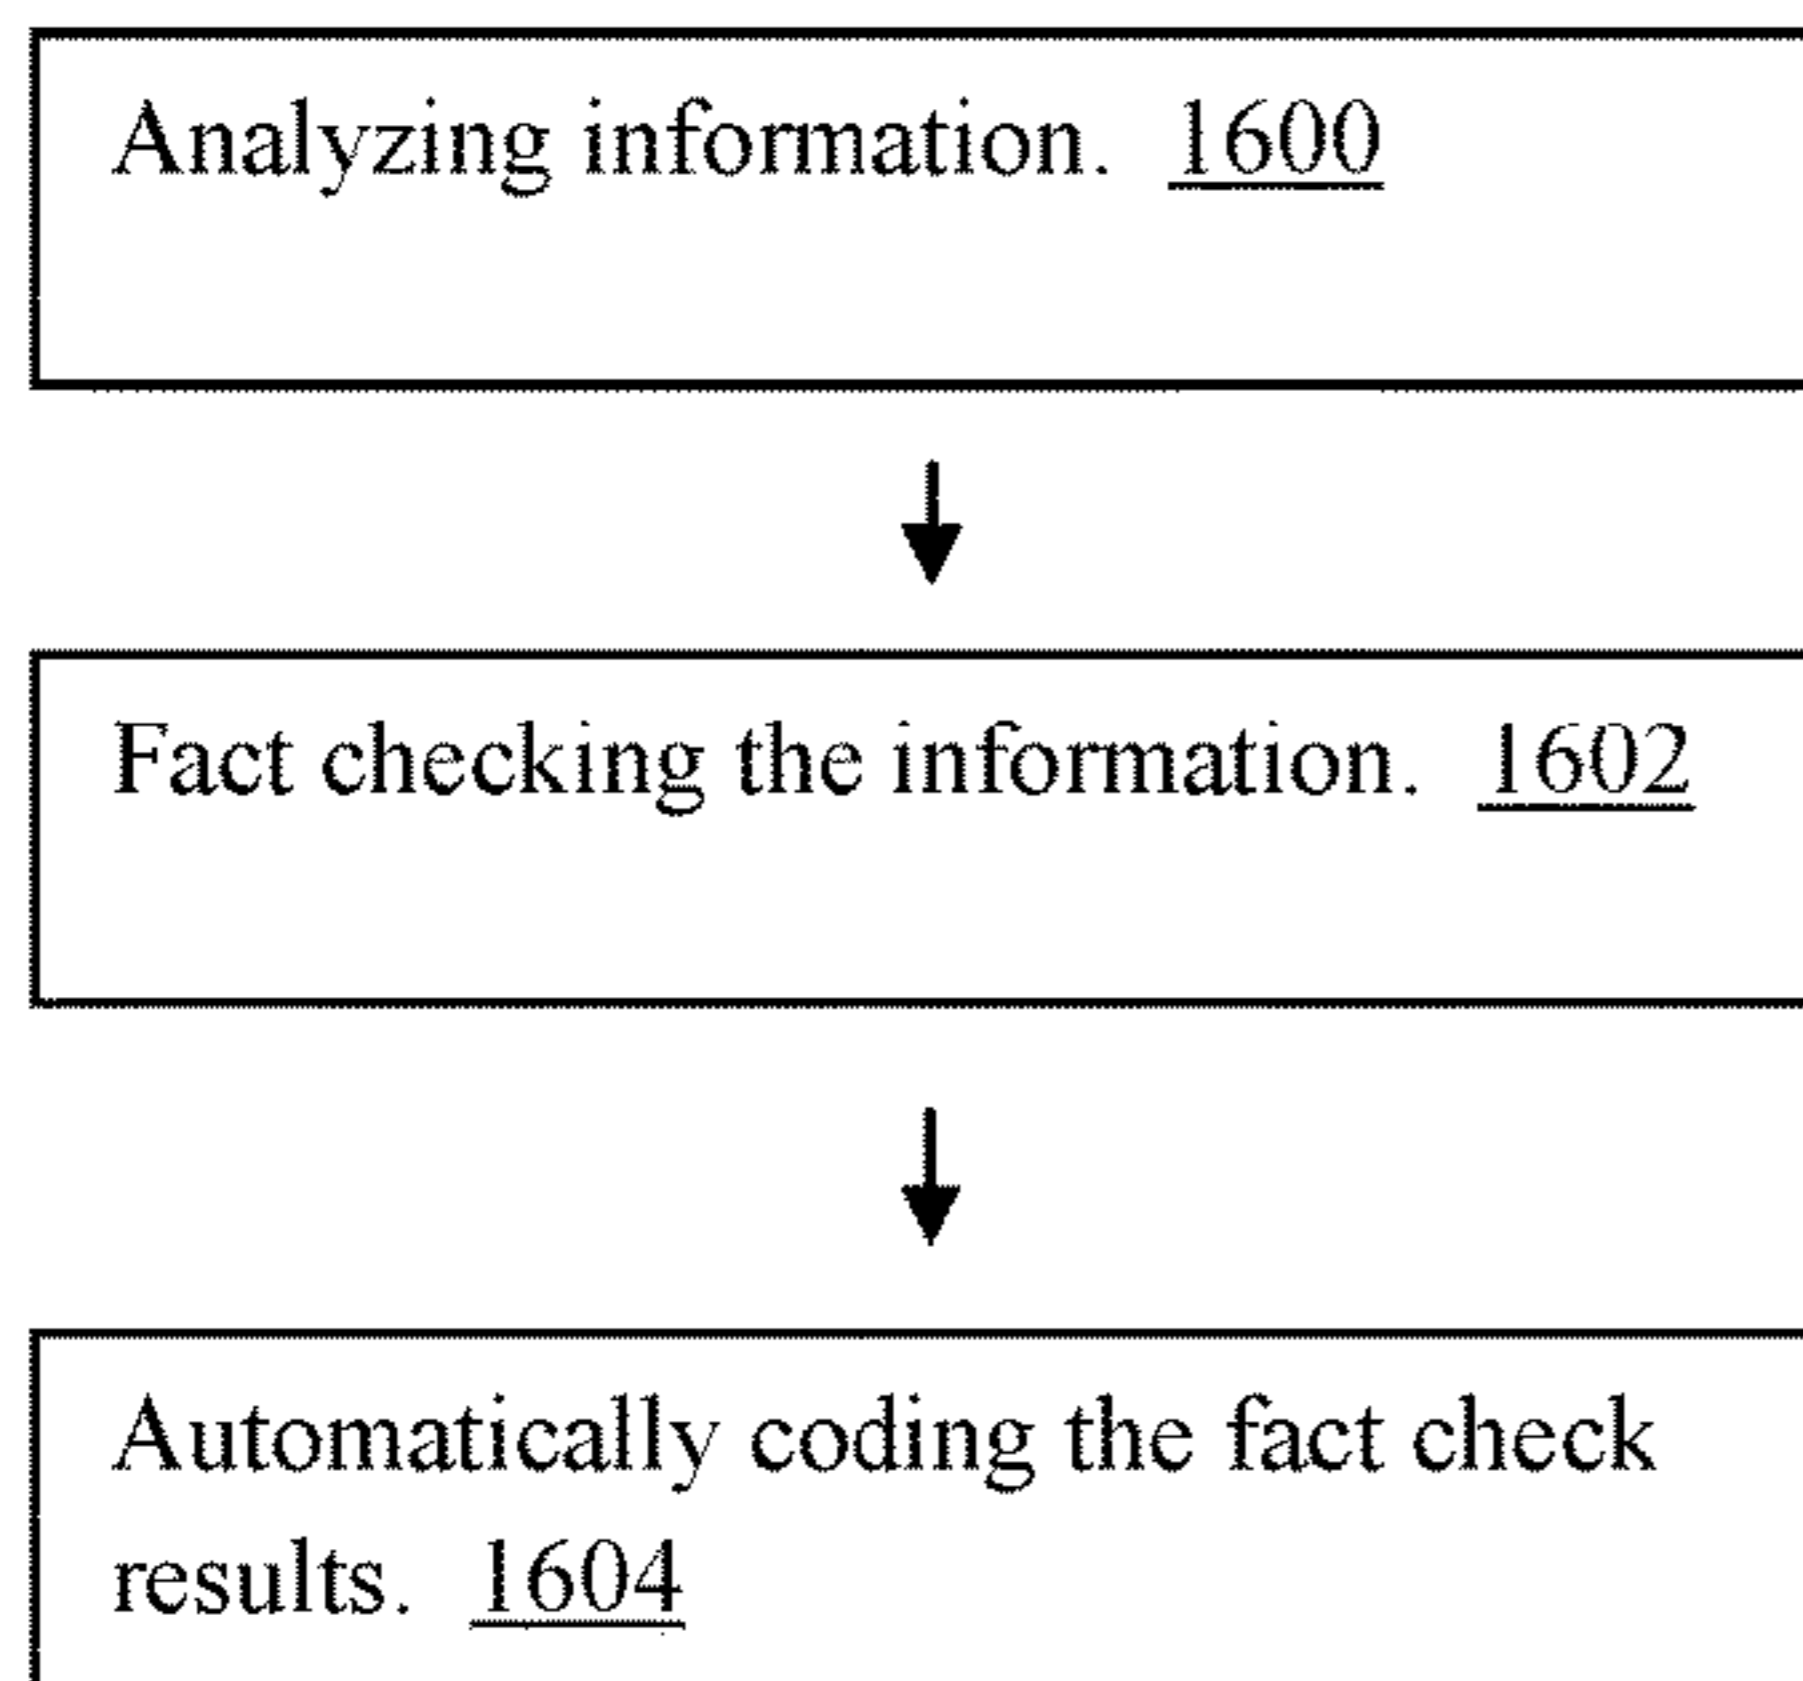 Analyzing information. 1600
Fact checking the information. 1602
Automatically coding the fact check
results. 1604